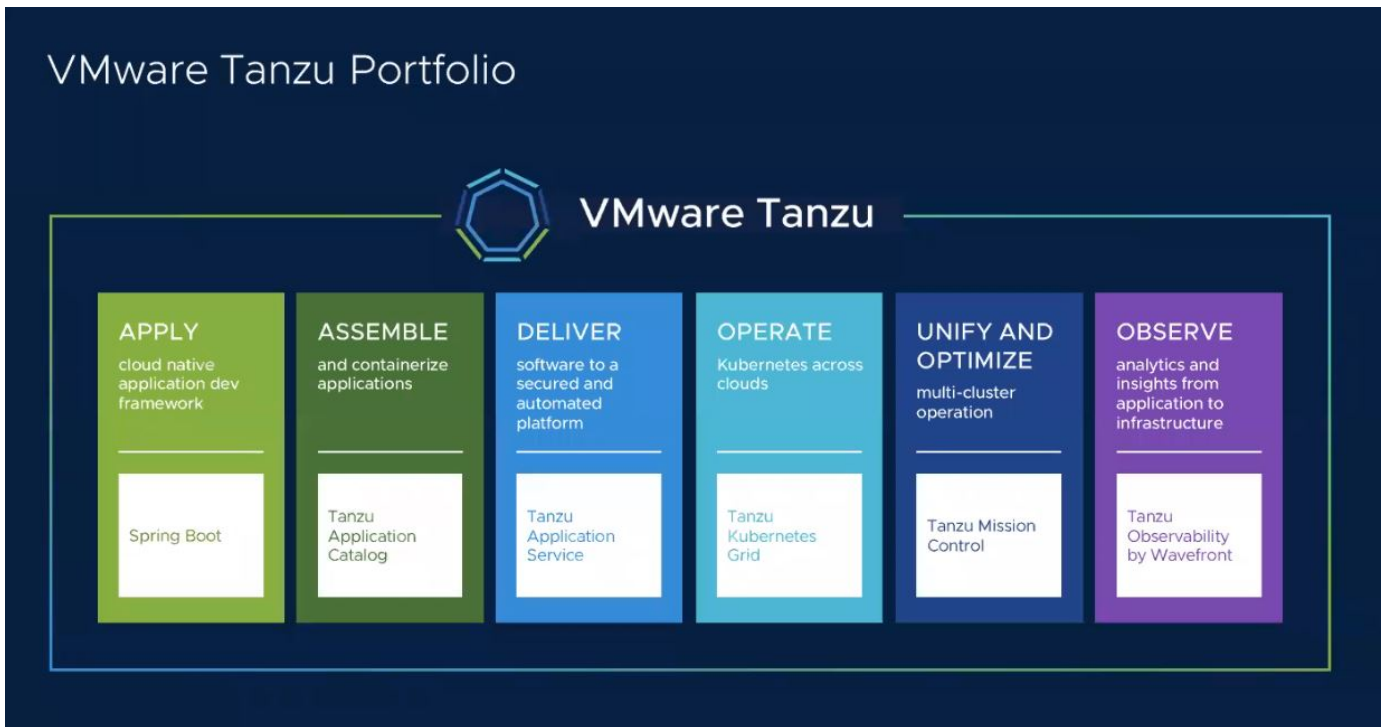 VMware Tanzu Portfolio
VMware Tanzu
APPLY
cloud native
application dev
framework
Spring Boot
ASSEMBLE
and containerize
applications
Tanzu
Application
Catalog
DELIVER
software to a
secured and
automated
platform
Tanzu
Application
Service
OPERATE
Kubernetes across
clouds
Tanzu
Kubernetes
Grid
UNIFY AND
OPTIMIZE
multi-cluster
operation
Tanzu Mission
Control
OBSERVE
analytics and
insights from
application to
infrastructure
Tanzu
Observability
by Wavefront